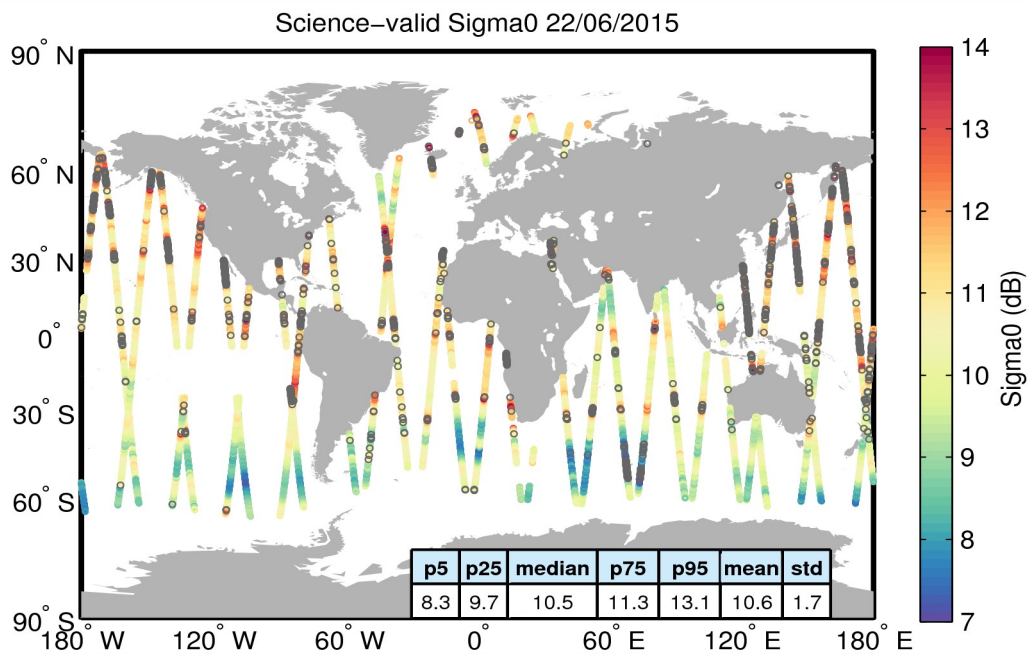 Science−valid Sigma0 22/06/2015
90° N
60° N
30° N
0°
30° S
60° S
90° S
180° W
120° W
60° W
0°
60° E
120° E
180° E
14
13
12
11
10
9
8
7
Sigma0 (dB)
p5 p25 median p75 p95 mean std
8.3 9.7 10.5 11.3 13.1 10.6 1.7